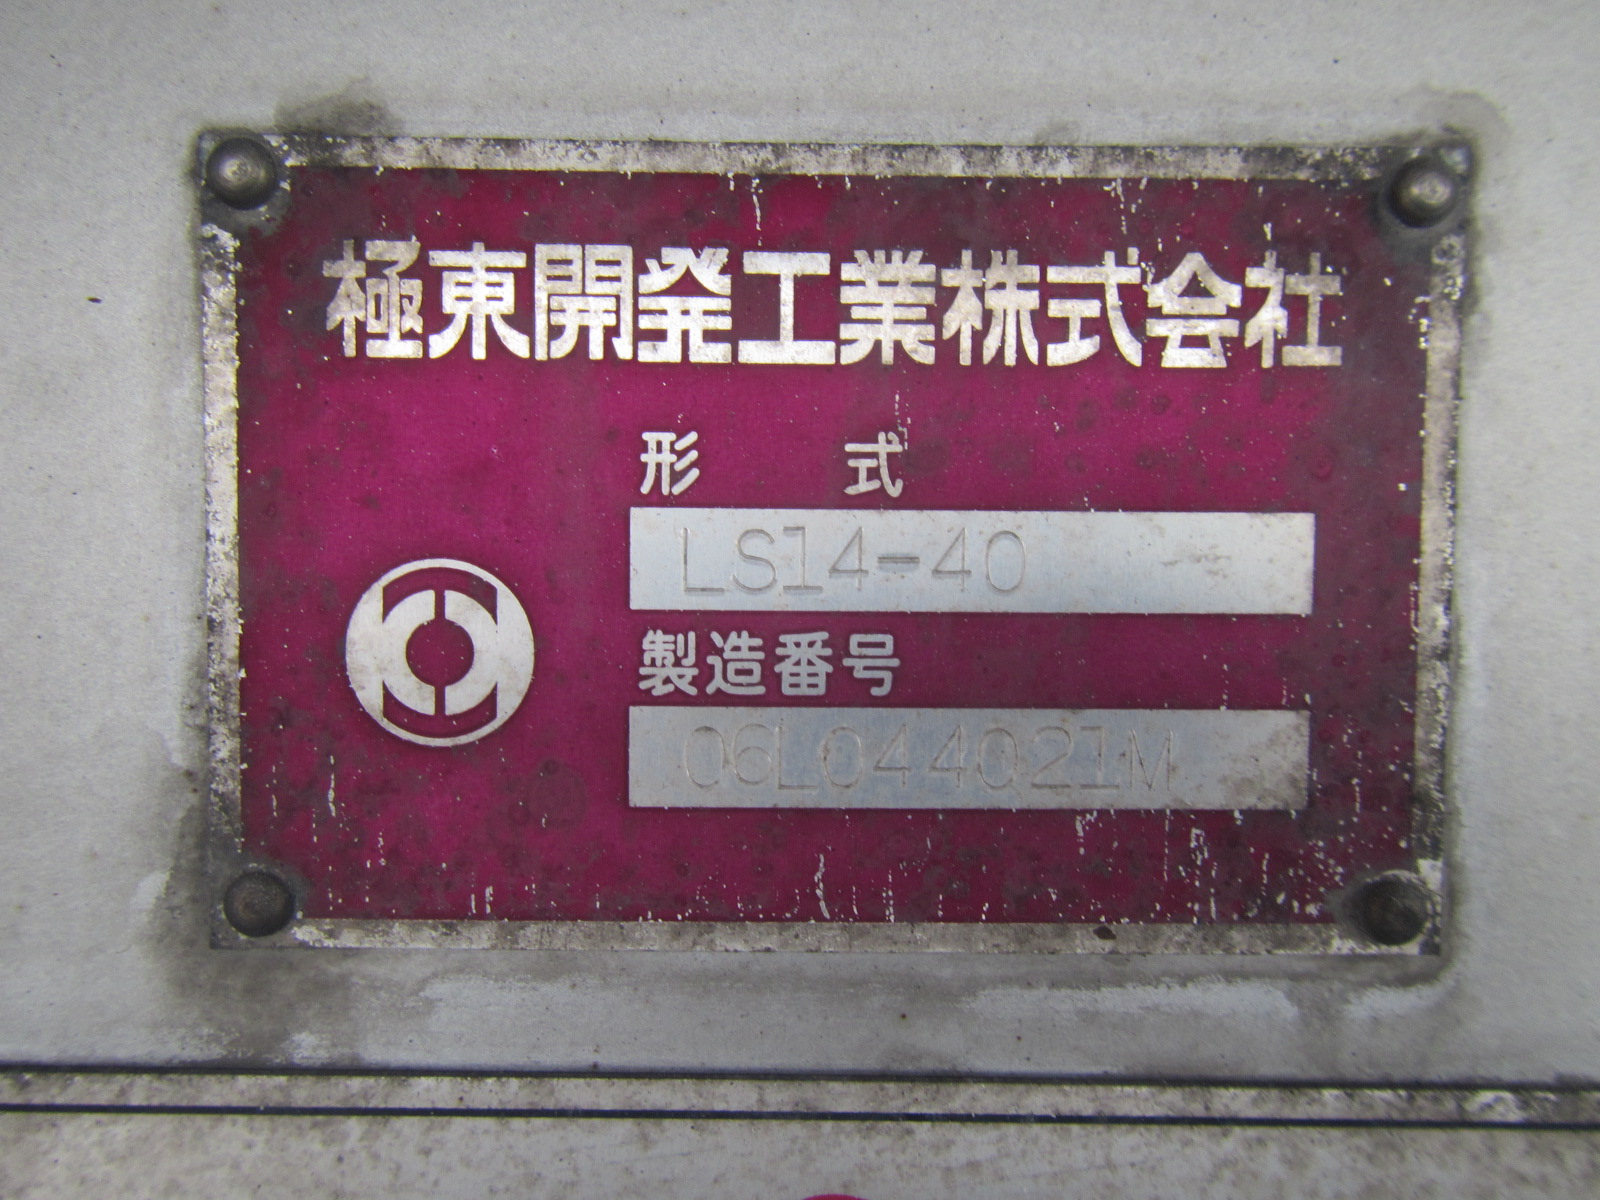 極東開発工業株式会社
形 式
LS14-40
製造番号
06L044021M